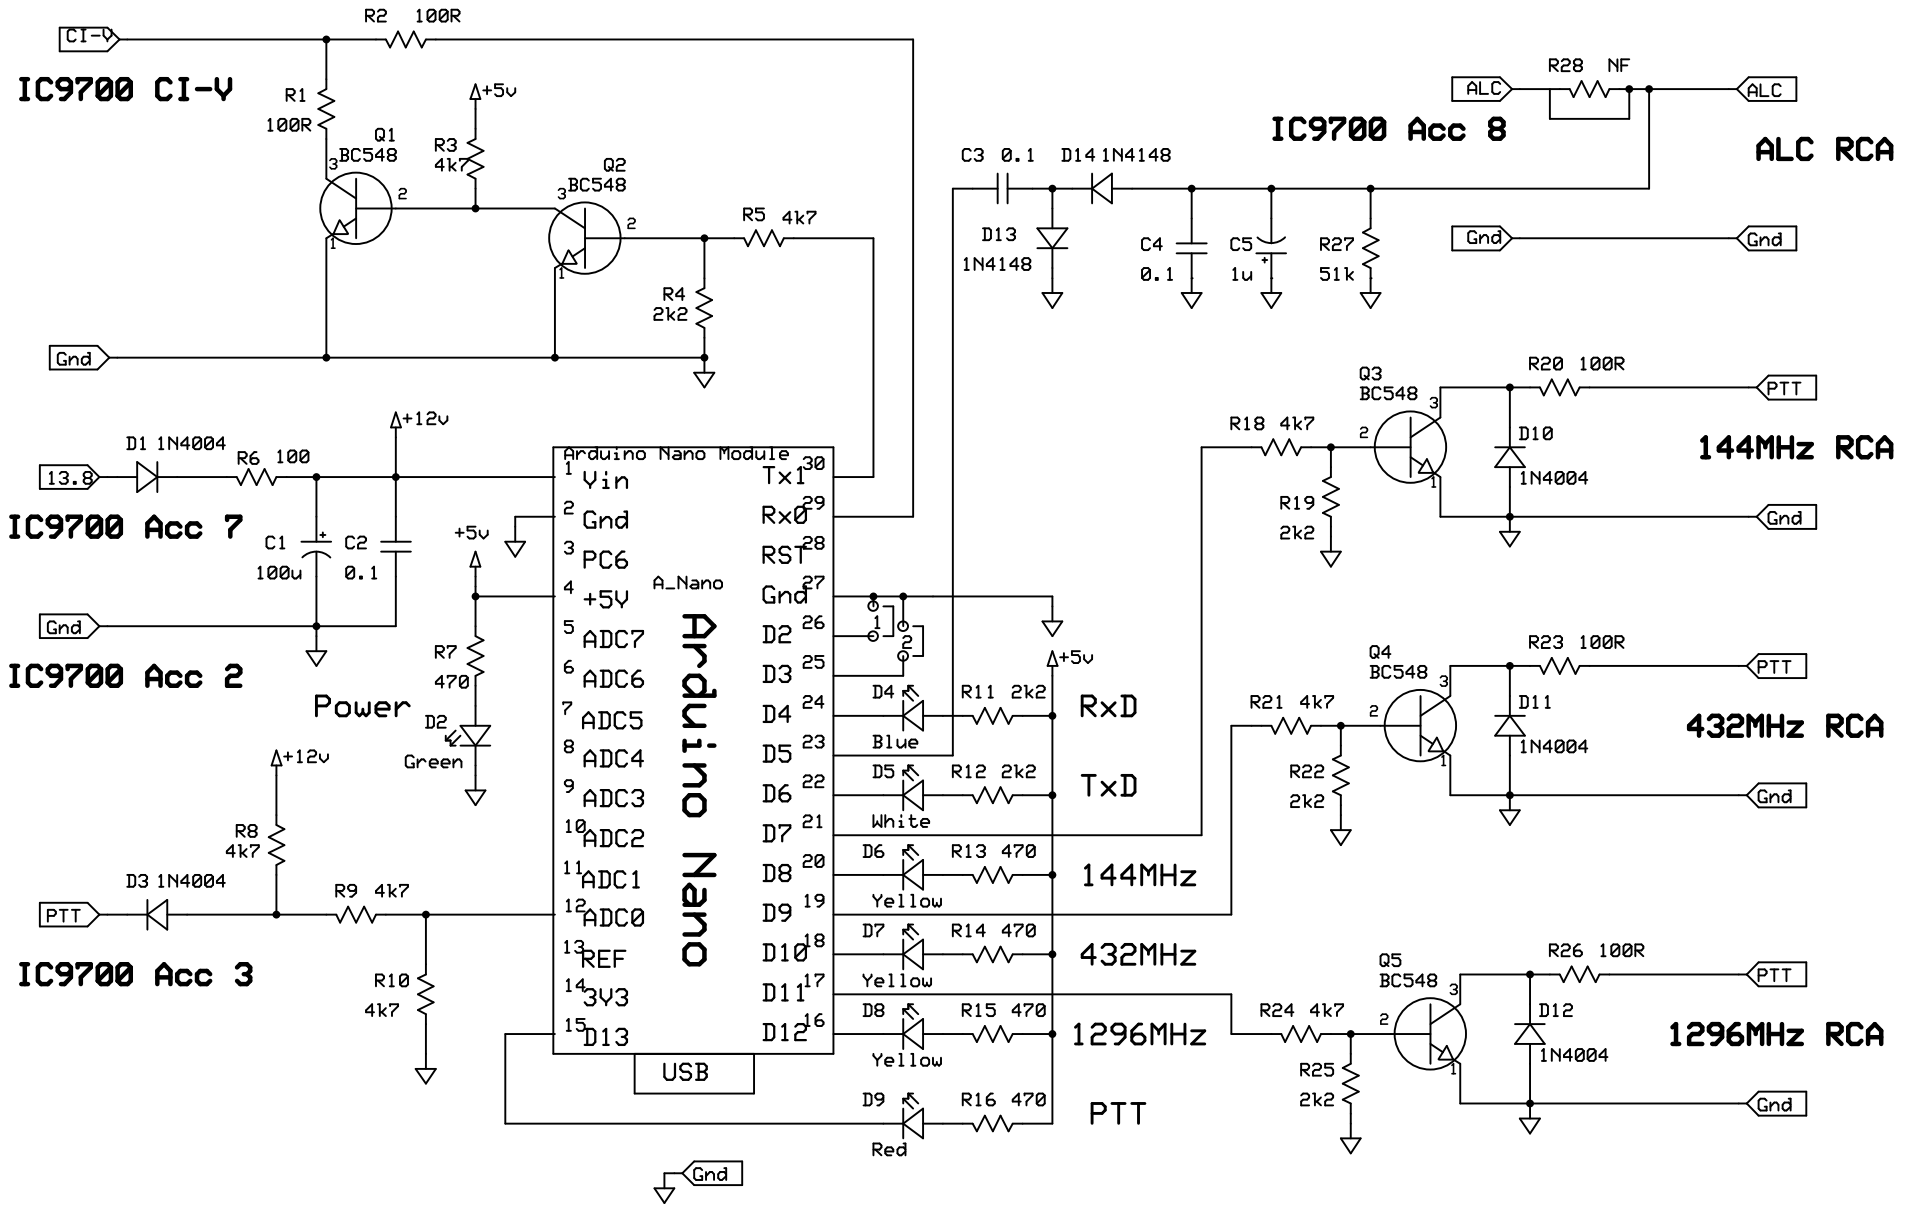 R2 100R
CI-V
IC9700 CI-V
R1
100R
Q1
BC548
3
2
1
+5v
R3
4k7
Q2
BC548
3
2
1
R5 4k7
R4
2k2
Gnd
R28 NF
ALC
ALC
IC9700 Acc 8
ALC RCA
C3 0.1 D14 1N4148
D13
1N4148
C4
0.1
C5
+
1u
R27
51k
Gnd
Gnd
+12v
D1 1N4004
R6 100
13.8
IC9700 Acc 7
C1
+
100u
C2
0.1
Gnd
IC9700 Acc 2
+5v
R7
470
Power
D2
Green
+12v
R8
4k7
D3 1N4004
R9 4k7
PTT
IC9700 Acc 3
R10
4k7
Arduino Nano Module
1 Vin
2 Gnd
3 PC6
4 +5V
5 ADC7
6 ADC6
7 ADC5
8 ADC4
9 ADC3
10 ADC2
11 ADC1
12 ADC0
13 REF
14 3V3
15 D13
A_Nano
Arduino Nano
Tx1 30
Rx0 29
RST 28
Gnd 27
D2 26
D3 25
D4 24
D5 23
D6 22
D7 21
D8 20
D9 19
D10 18
D11 17
D12 16
USB
1
2
+5v
D4 R11 2k2
Blue
RxD
D5 R12 2k2
White
TxD
D6 R13 470
Yellow
144MHz
D7 R14 470
Yellow
432MHz
D8 R15 470
Yellow
1296MHz
D9 R16 470
Red
PTT
Gnd
R18 4k7
R19
2k2
Q3
BC548
3
2
1
R20 100R
D10
1N4004
PTT
144MHz RCA
Gnd
R21 4k7
R22
2k2
Q4
BC548
3
2
1
R23 100R
D11
1N4004
PTT
432MHz RCA
Gnd
R24 4k7
R25
2k2
Q5
BC548
3
2
1
R26 100R
D12
1N4004
PTT
1296MHz RCA
Gnd